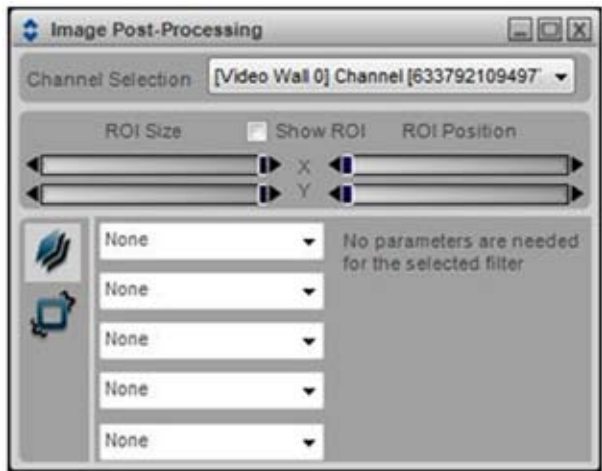 Image Post-Processing
Channel Selection [Video Wall 0] Channel [633792109497
ROI Size Show ROI ROI Position
X
Y
None No parameters are needed
for the selected filter
None
None
None
None